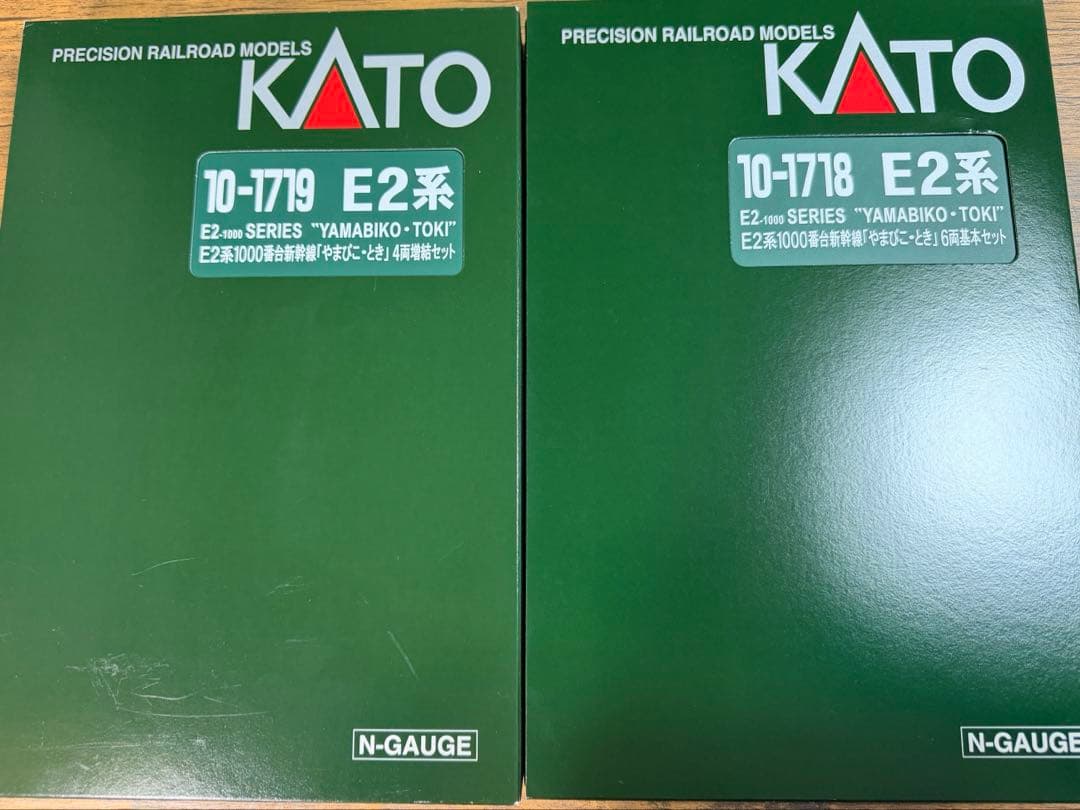 PRECISION RAILROAD MODELS
KATO
10-1719 E2系
E2-1000 SERIES "YAMABIKO・TOKI"
E2系1000番台新幹線「やまびこ・とき」4両増結セット
N-GAUGE
PRECISION RAILROAD MODELS
KATO
10-1718 E2系
E2-1000 SERIES "YAMABIKO・TOKI"
E2系1000番台新幹線「やまびこ・とき」6両基本セット
N-GAUGE